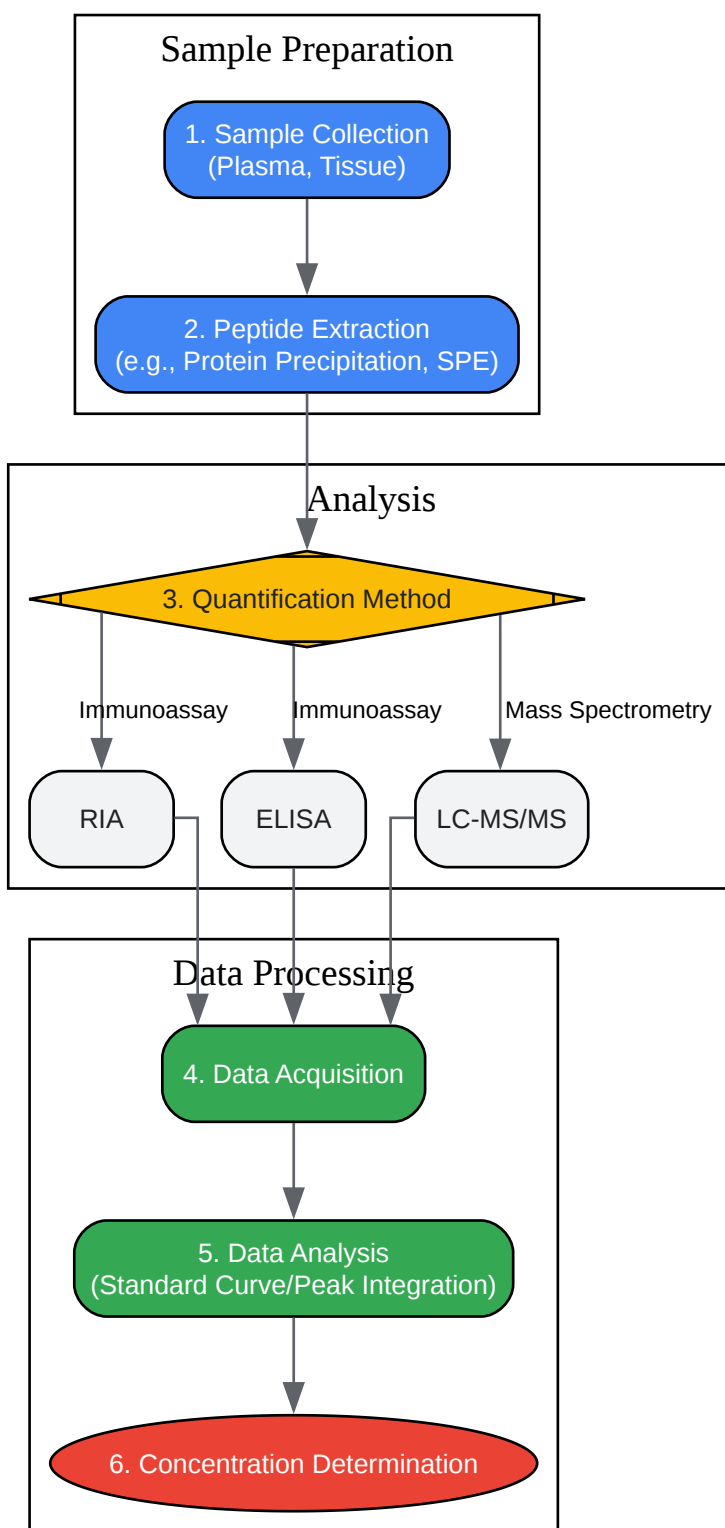 Sample Preparation
1. Sample Collection
(Plasma, Tissue)
2. Peptide Extraction
(e.g., Protein Precipitation, SPE)
Analysis
3. Quantification Method
Immunoassay
Immunoassay
Mass Spectrometry
RIA
ELISA
LC-MS/MS
Data Processing
4. Data Acquisition
5. Data Analysis
(Standard Curve/Peak Integration)
6. Concentration Determination